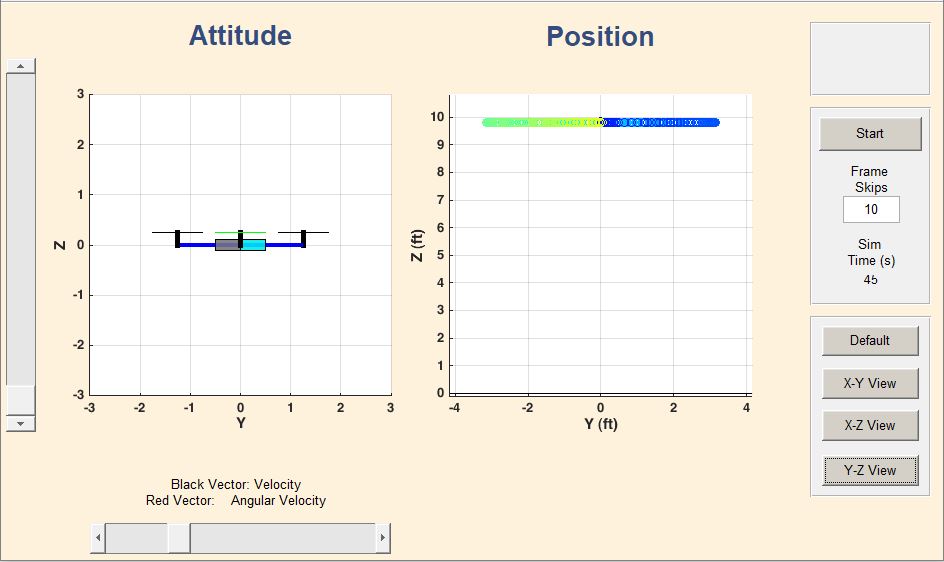 Attitude
Position
3
2
1
0
-1
-2
-3
Z
-3
-2
-1
0
1
2
3
Y
10
9
8
7
6
5
4
3
2
1
0
Z (ft)
-4
-2
0
2
4
Y (ft)
Black Vector: Velocity
Red Vector: Angular Velocity
Start
Frame
Skips
10
Sim
Time (s)
45
Default
X-Y View
X-Z View
Y-Z View